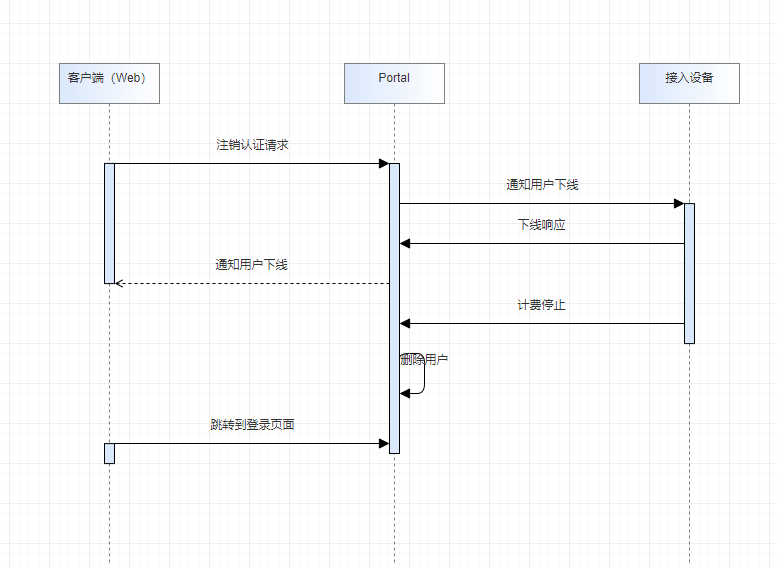 客户端（Web）
Portal
接入设备
注销认证请求
通知用户下线
下线响应
通知用户下线
计费停止
删除用户
跳转到登录页面